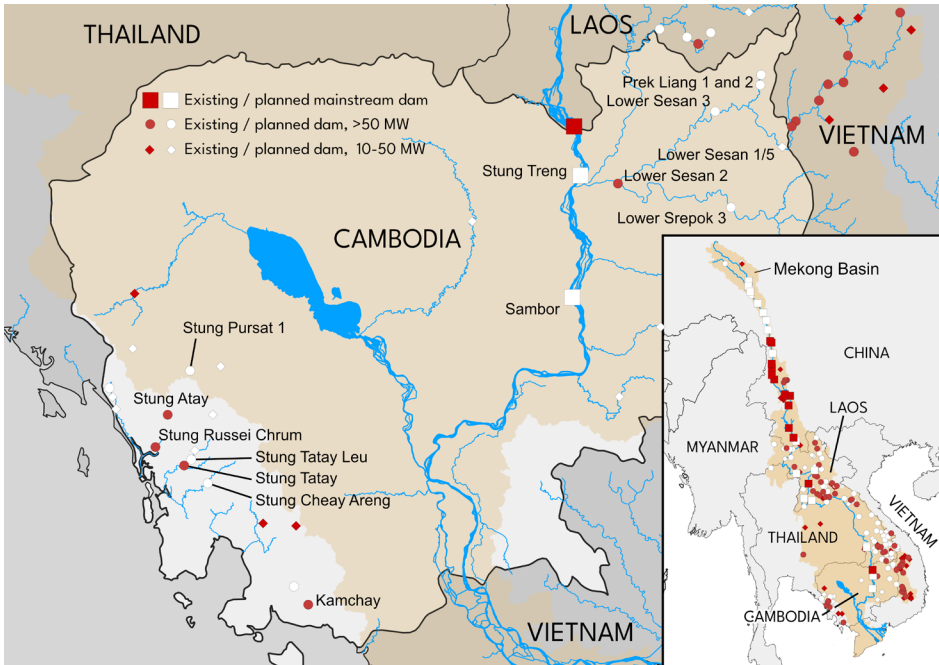 THAILAND
LAOS
Existing / planned mainstream dam
Existing / planned dam, >50 MW
Existing / planned dam, 10-50 MW
Prek Liang 1 and 2
Lower Sesan 3
VIETNAM
Lower Sesan 1/5
Stung Treng
Lower Sesan 2
Lower Srepok 3
CAMBODIA
Sambor
Stung Pursat 1
Stung Atay
Stung Russei Chrum
Stung Tatay Leu
Stung Tatay
Stung Cheay Areng
Kamchay
VIETNAM
Mekong Basin
CHINA
LAOS
MYANMAR
VIETNAM
THAILAND
CAMBODIA